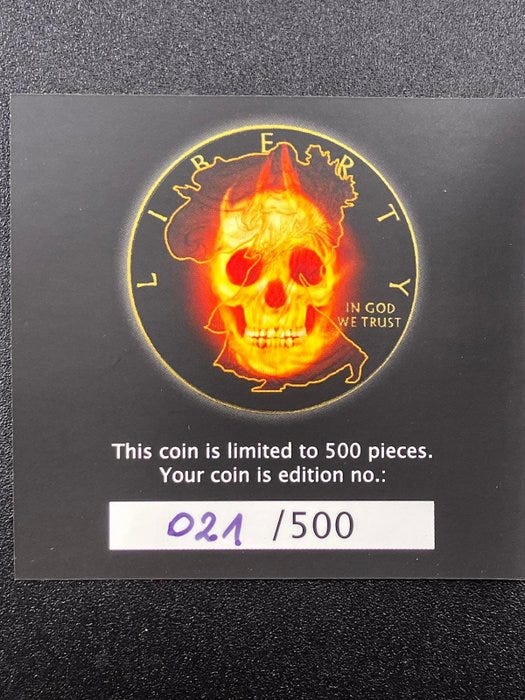 LIBERTY
IN GOD
WE TRUST
This coin is limited to 500 pieces.
Your coin is edition no.:
021 /500